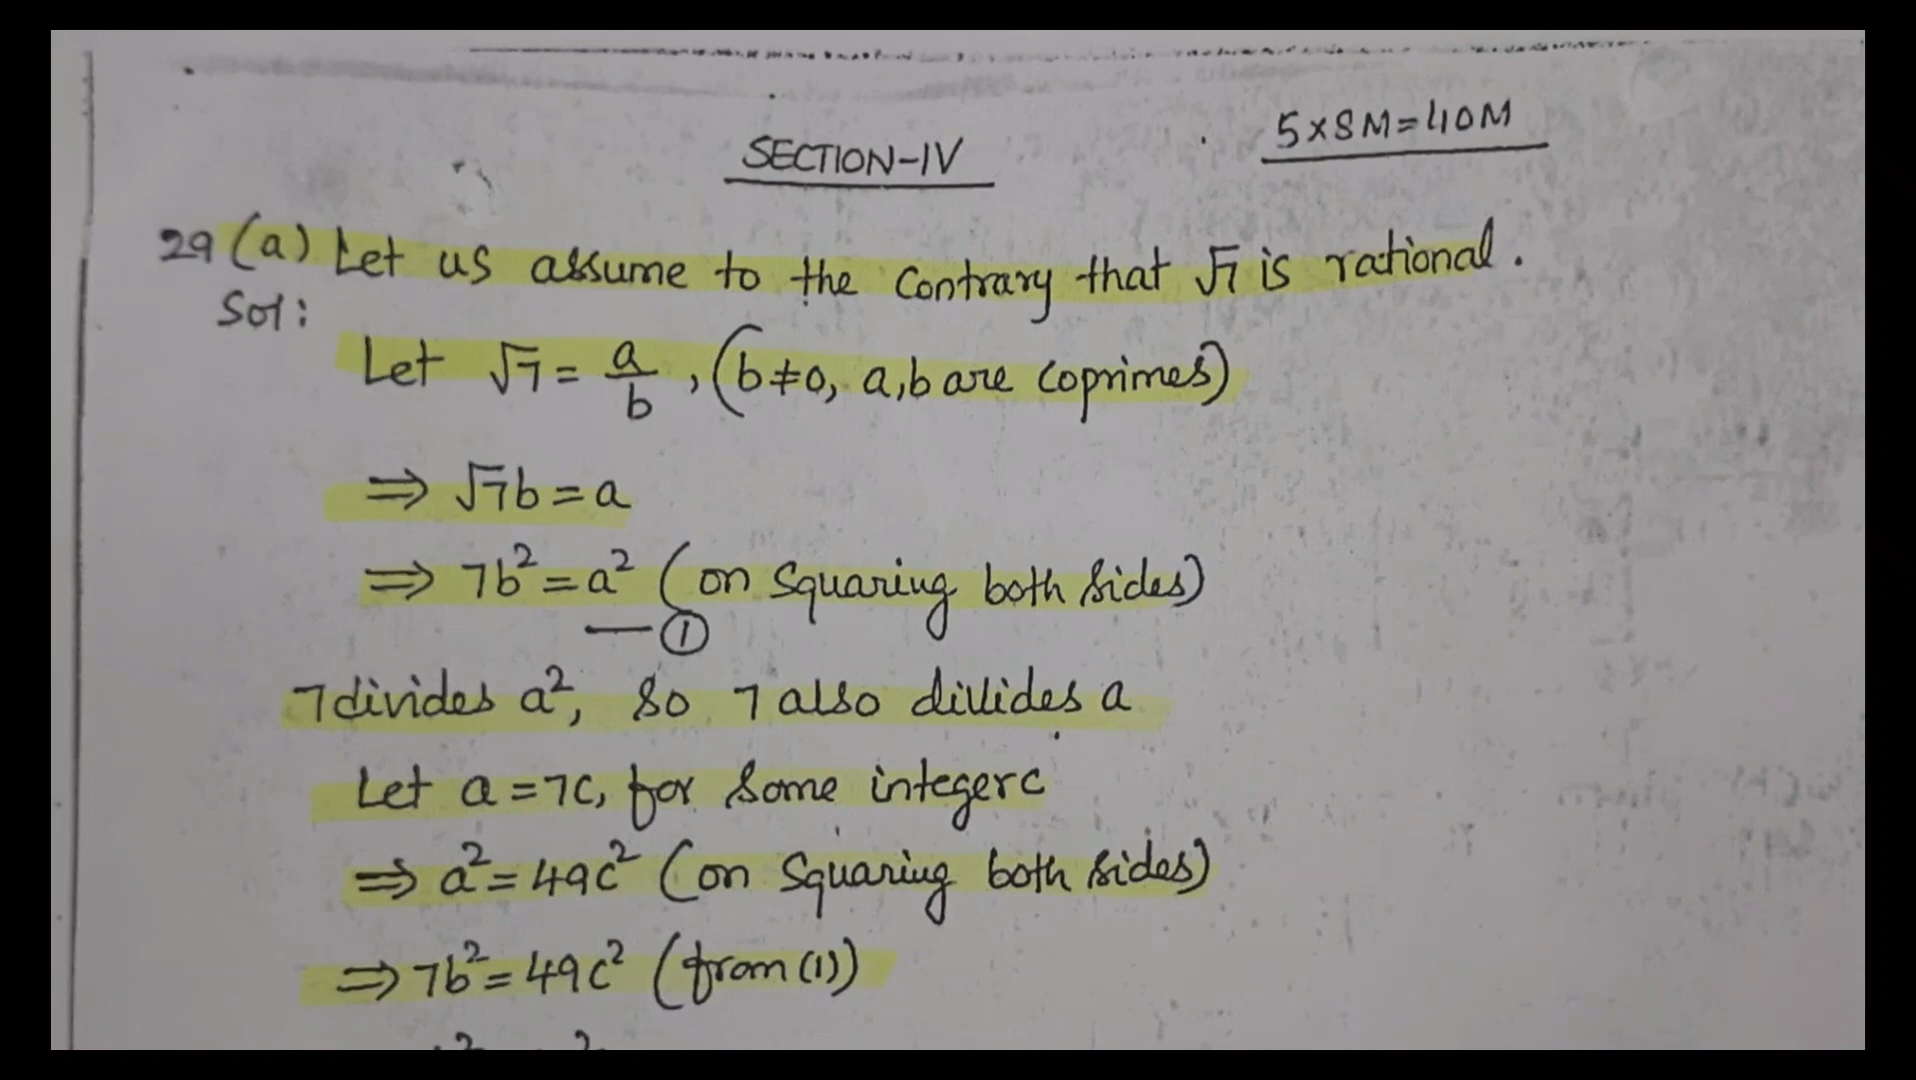 SECTION-IV
5×8M=40M
29 (a) Let us assume to the contrary that √7 is rational.
Sol:
Let √7 = a/b, (b≠0, a,b are coprimes)
⇒ √7b = a
⇒ 7b² = a² (on squaring both sides)
—①
7 divides a², so 7 also divides a
Let a = 7c, for some integer c
⇒ a² = 49c² (on squaring both sides)
⇒ 7b² = 49c² (from (1))